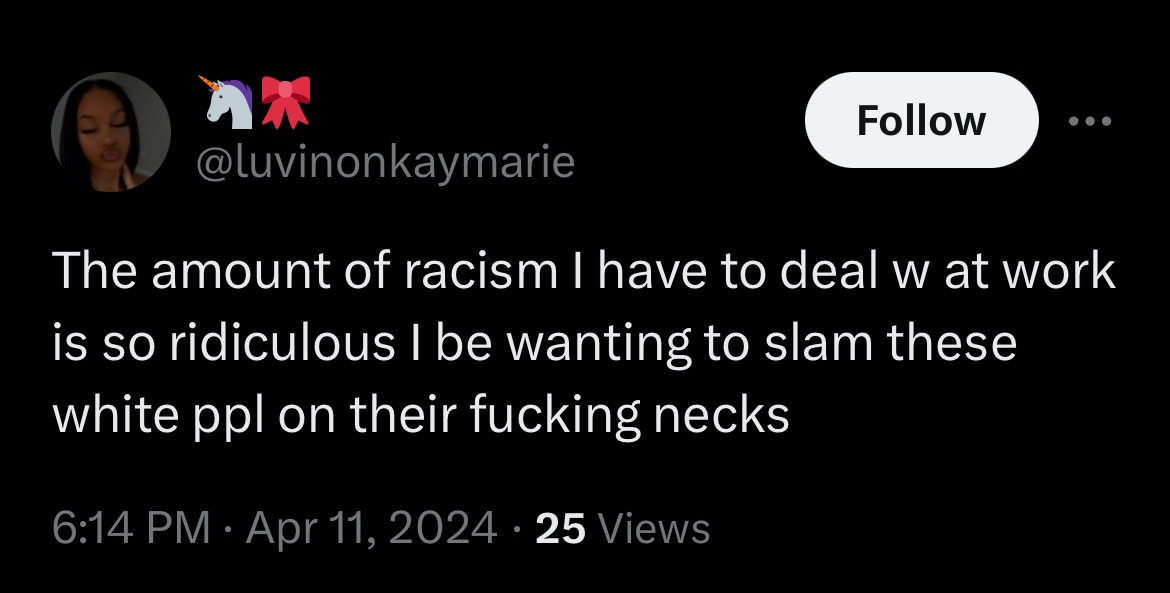 🦄🎀
Follow
@luvinonkaymarie
The amount of racism I have to deal w at work
is so ridiculous I be wanting to slam these
white ppl on their fucking necks
6:14 PM · Apr 11, 2024 · 25 Views